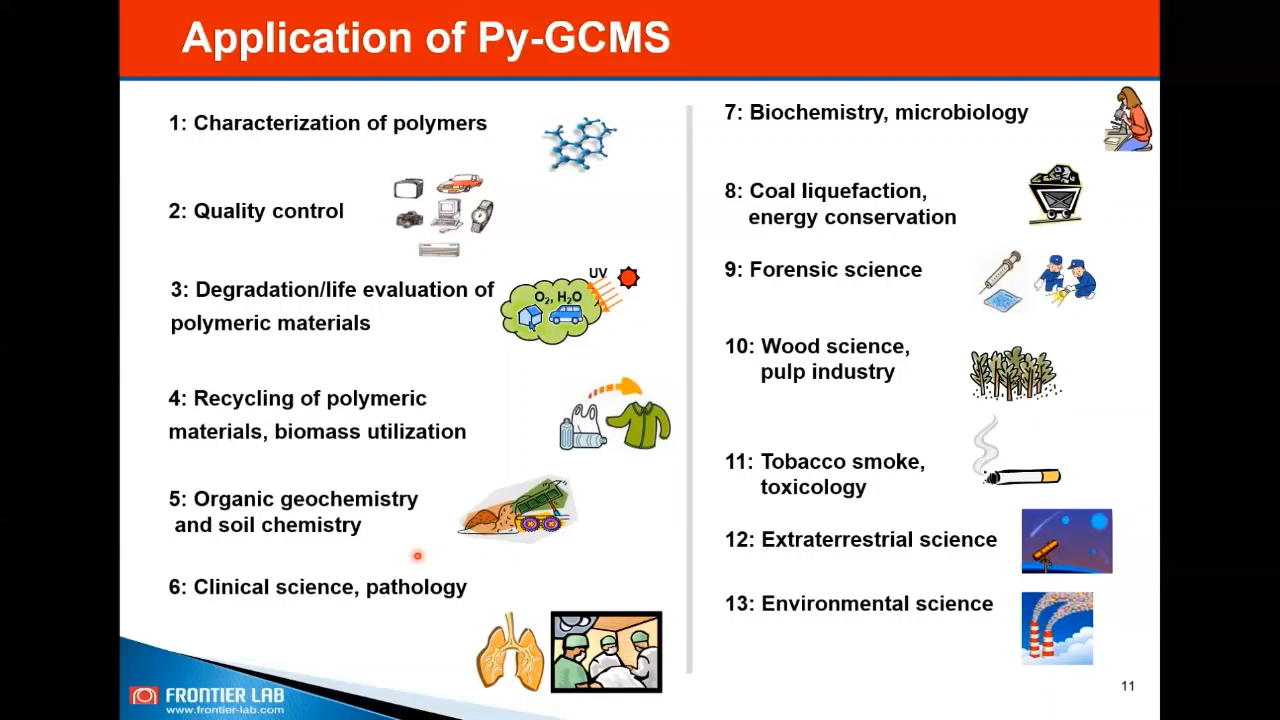 Application of Py-GCMS
1: Characterization of polymers
2: Quality control
3: Degradation/life evaluation of
polymeric materials
UV
O₂, H₂O
4: Recycling of polymeric
materials, biomass utilization
5: Organic geochemistry
and soil chemistry
6: Clinical science, pathology
7: Biochemistry, microbiology
8: Coal liquefaction,
energy conservation
9: Forensic science
10: Wood science,
pulp industry
11: Tobacco smoke,
toxicology
12: Extraterrestrial science
13: Environmental science
FRONTIER LAB
www.frontier-lab.com
11